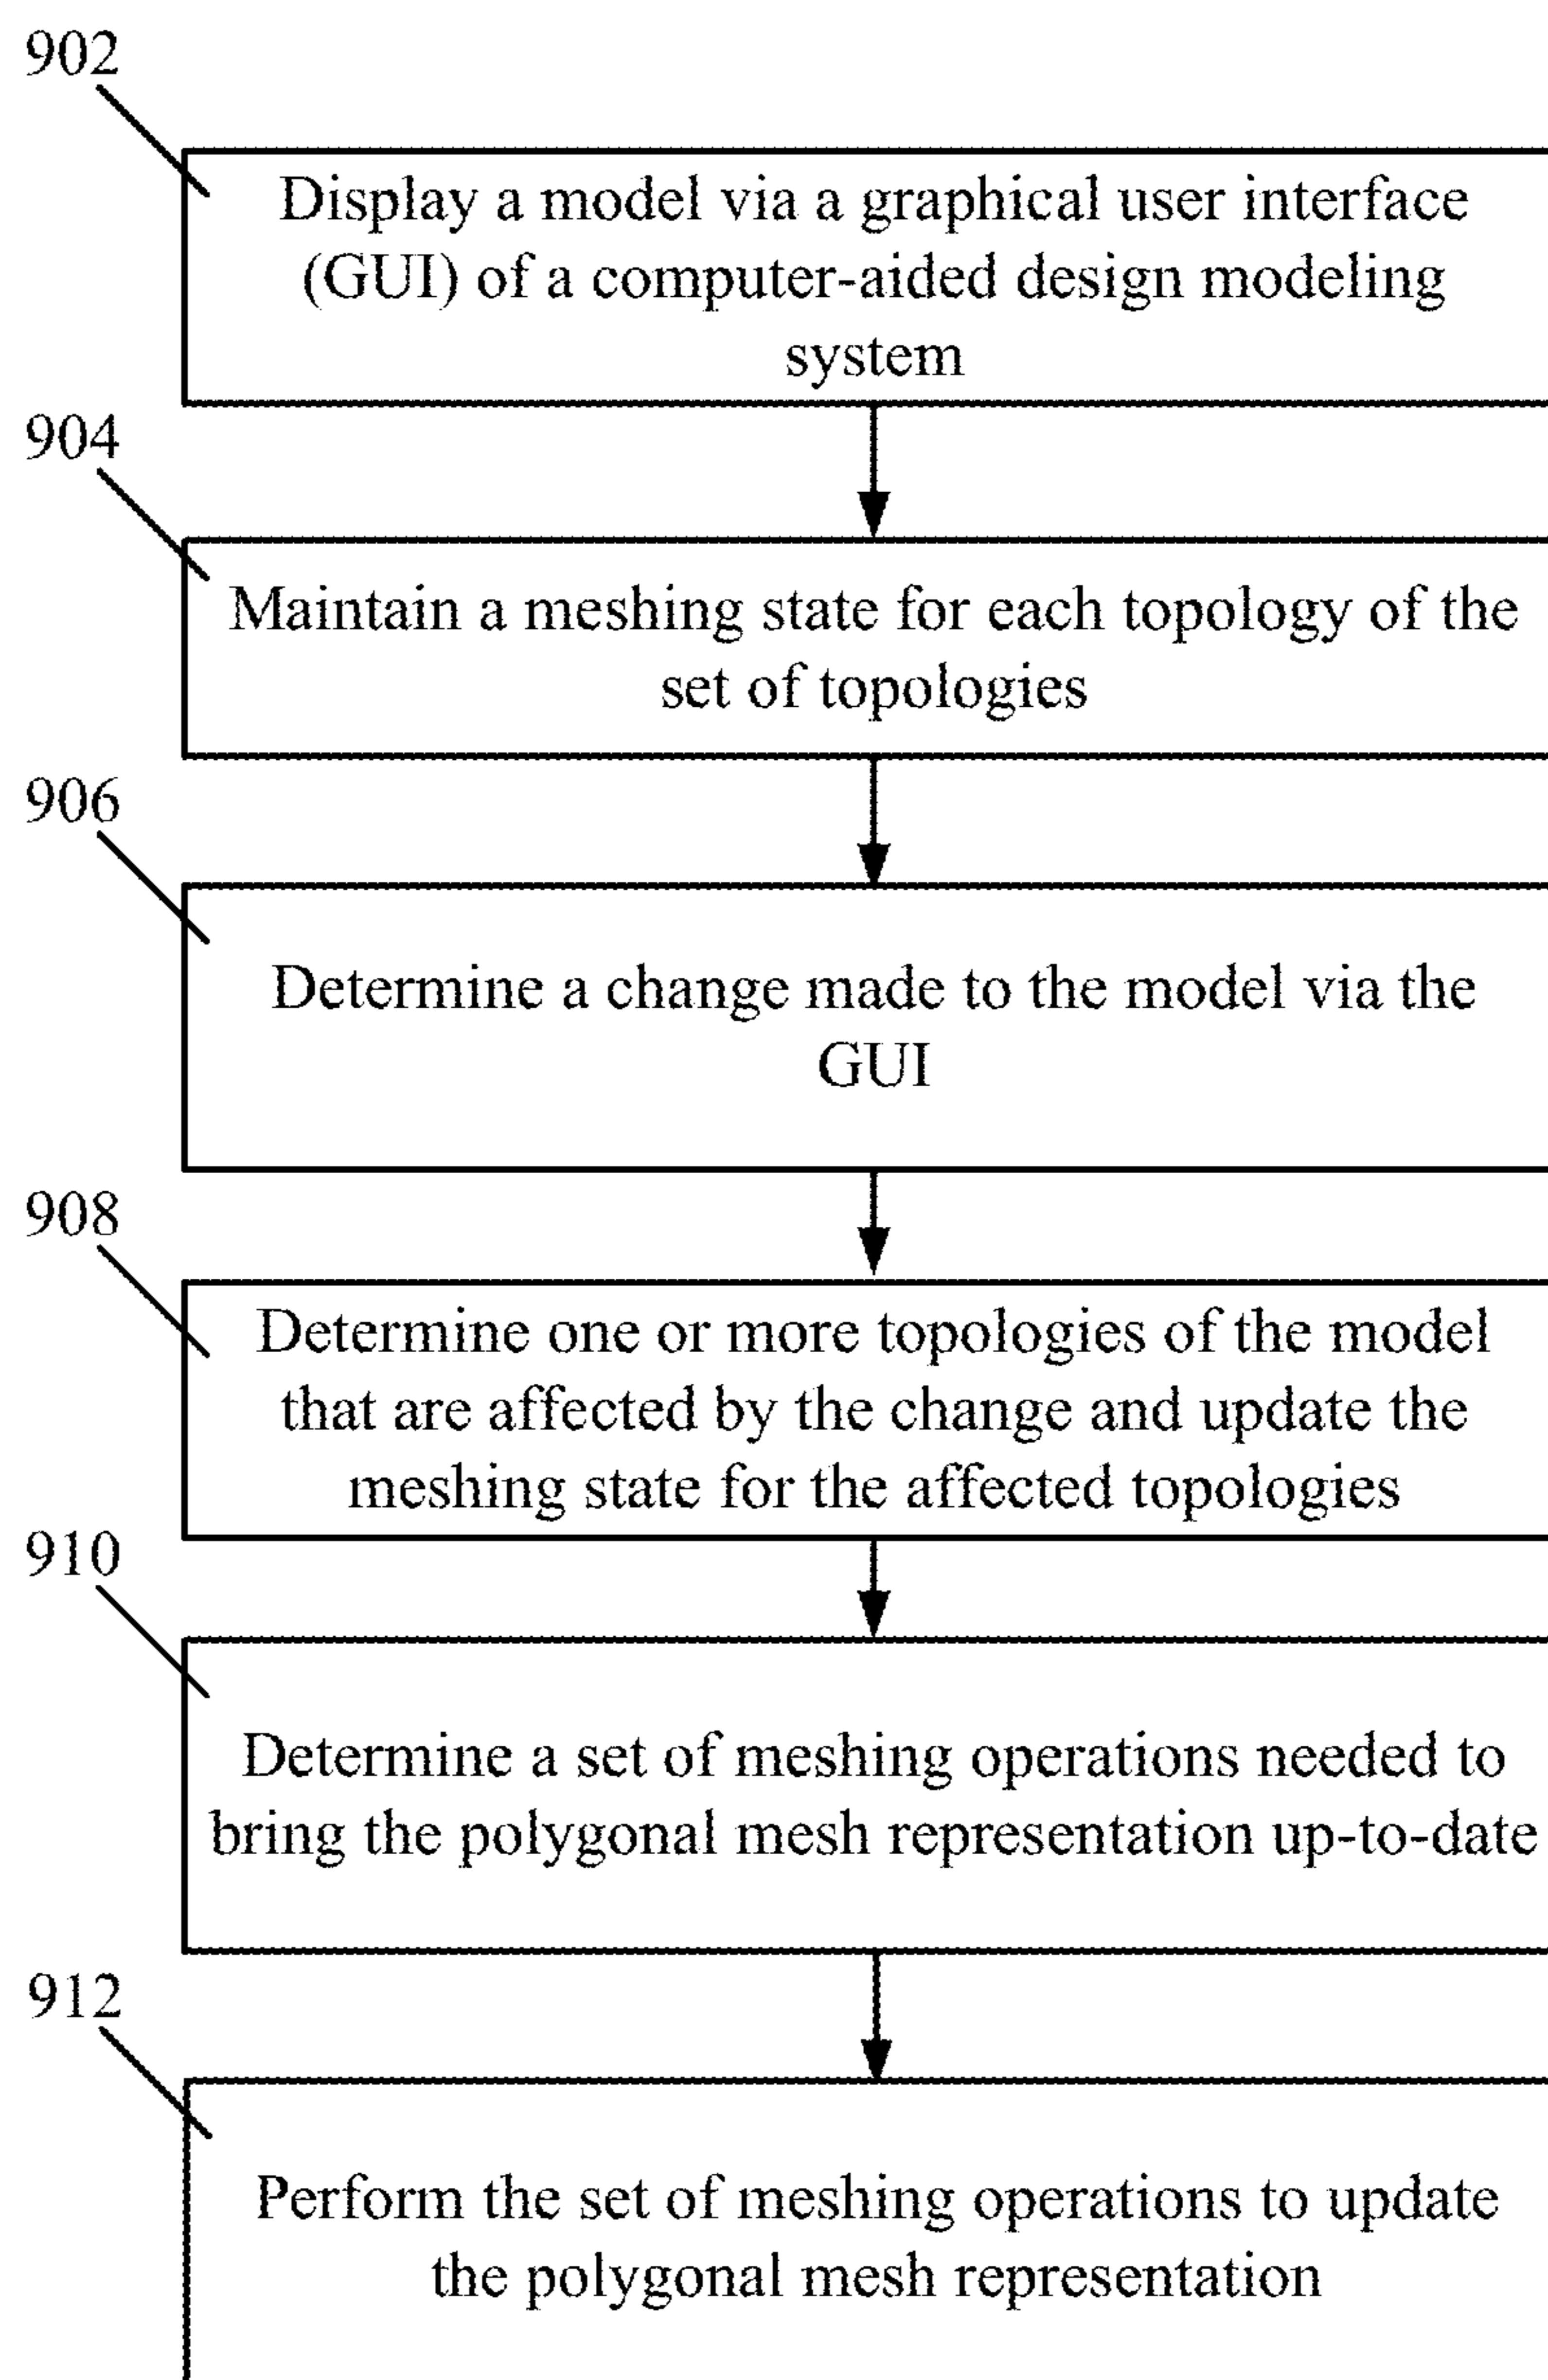 902
Display a model via a graphical user interface
(GUI) of a computer-aided design modeling
system
904
Maintain a meshing state for each topology of the
set of topologies
906
Determine a change made to the model via the
GUI
908
Determine one or more topologies of the model
that are affected by the change and update the
meshing state for the affected topologies
910
Determine a set of meshing operations needed to
bring the polygonal mesh representation up-to-date
912
Perform the set of meshing operations to update
the polygonal mesh representation